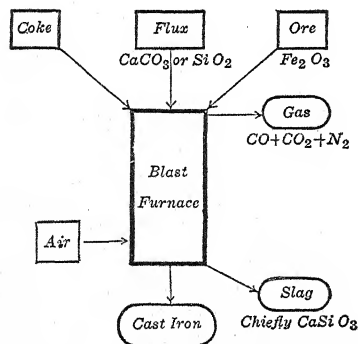 Coke
Flux
Ore
CaCO₃ or SiO₂
Fe₂O₃
Gas
CO+CO₂+N₂
Blast
Furnace
Air
Slag
Cast Iron
Chiefly CaSiO₃